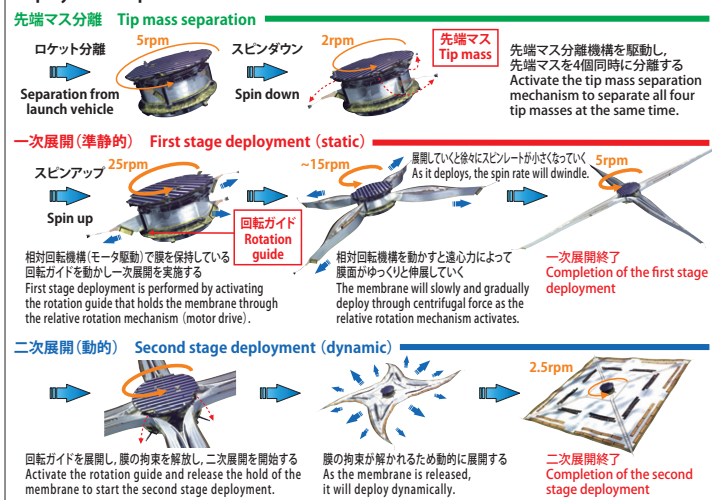 先端マス分離 Tip mass separation
ロケット分離
Separation from
launch vehicle
5rpm
スピンダウン
Spin down
2rpm
先端マス
Tip mass
先端マス分離機構を駆動し,
先端マスを4個同時に分離する
Activate the tip mass separation
mechanism to separate all four
tip masses at the same time.
一次展開(準静的) First stage deployment (static)
スピンアップ
Spin up
25rpm
回転ガイド
Rotation
guide
~15rpm
展開していくと徐々にスピンレートが小さくなっていく
As it deploys, the spin rate will dwindle.
5rpm
相対回転機構(モータ駆動)で膜を保持している
回転ガイドを動かし一次展開を実施する
First stage deployment is performed by activating
the rotation guide that holds the membrane through
the relative rotation mechanism (motor drive).
相対回転機構を動かすと遠心力によって
膜面がゆっくりと伸展していく
The membrane will slowly and gradually
deploy through centrifugal force as the
relative rotation mechanism activates.
一次展開終了
Completion of the first stage
deployment
二次展開(動的) Second stage deployment (dynamic)
2.5rpm
回転ガイドを展開し, 膜の拘束を解放し, 二次展開を開始する
Activate the rotation guide and release the hold of the
membrane to start the second stage deployment.
膜の拘束が解かれるため動的に展開する
As the membrane is released,
it will deploy dynamically.
二次展開終了
Completion of the second
stage deployment